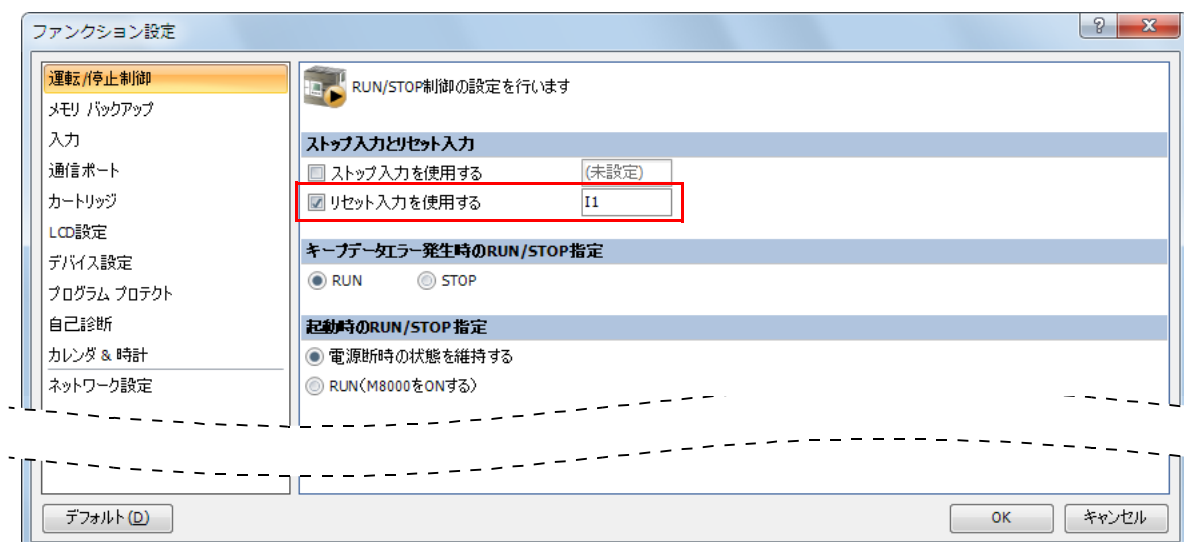 ファンクション設定
運転/停止制御
メモリ バックアップ
入力
通信ポート
カートリッジ
LCD設定
デバイス設定
プログラム プロテクト
自己診断
カレンダ & 時計
ネットワーク設定
RUN/STOP制御の設定を行います
ストップ入力とリセット入力
ストップ入力を使用する (未設定)
リセット入力を使用する I1
キープデータエラー発生時のRUN/STOP指定
RUN STOP
起動時のRUN/STOP指定
電源断時の状態を維持する
RUN(M8000をONする)
デフォルト(D) OK キャンセル